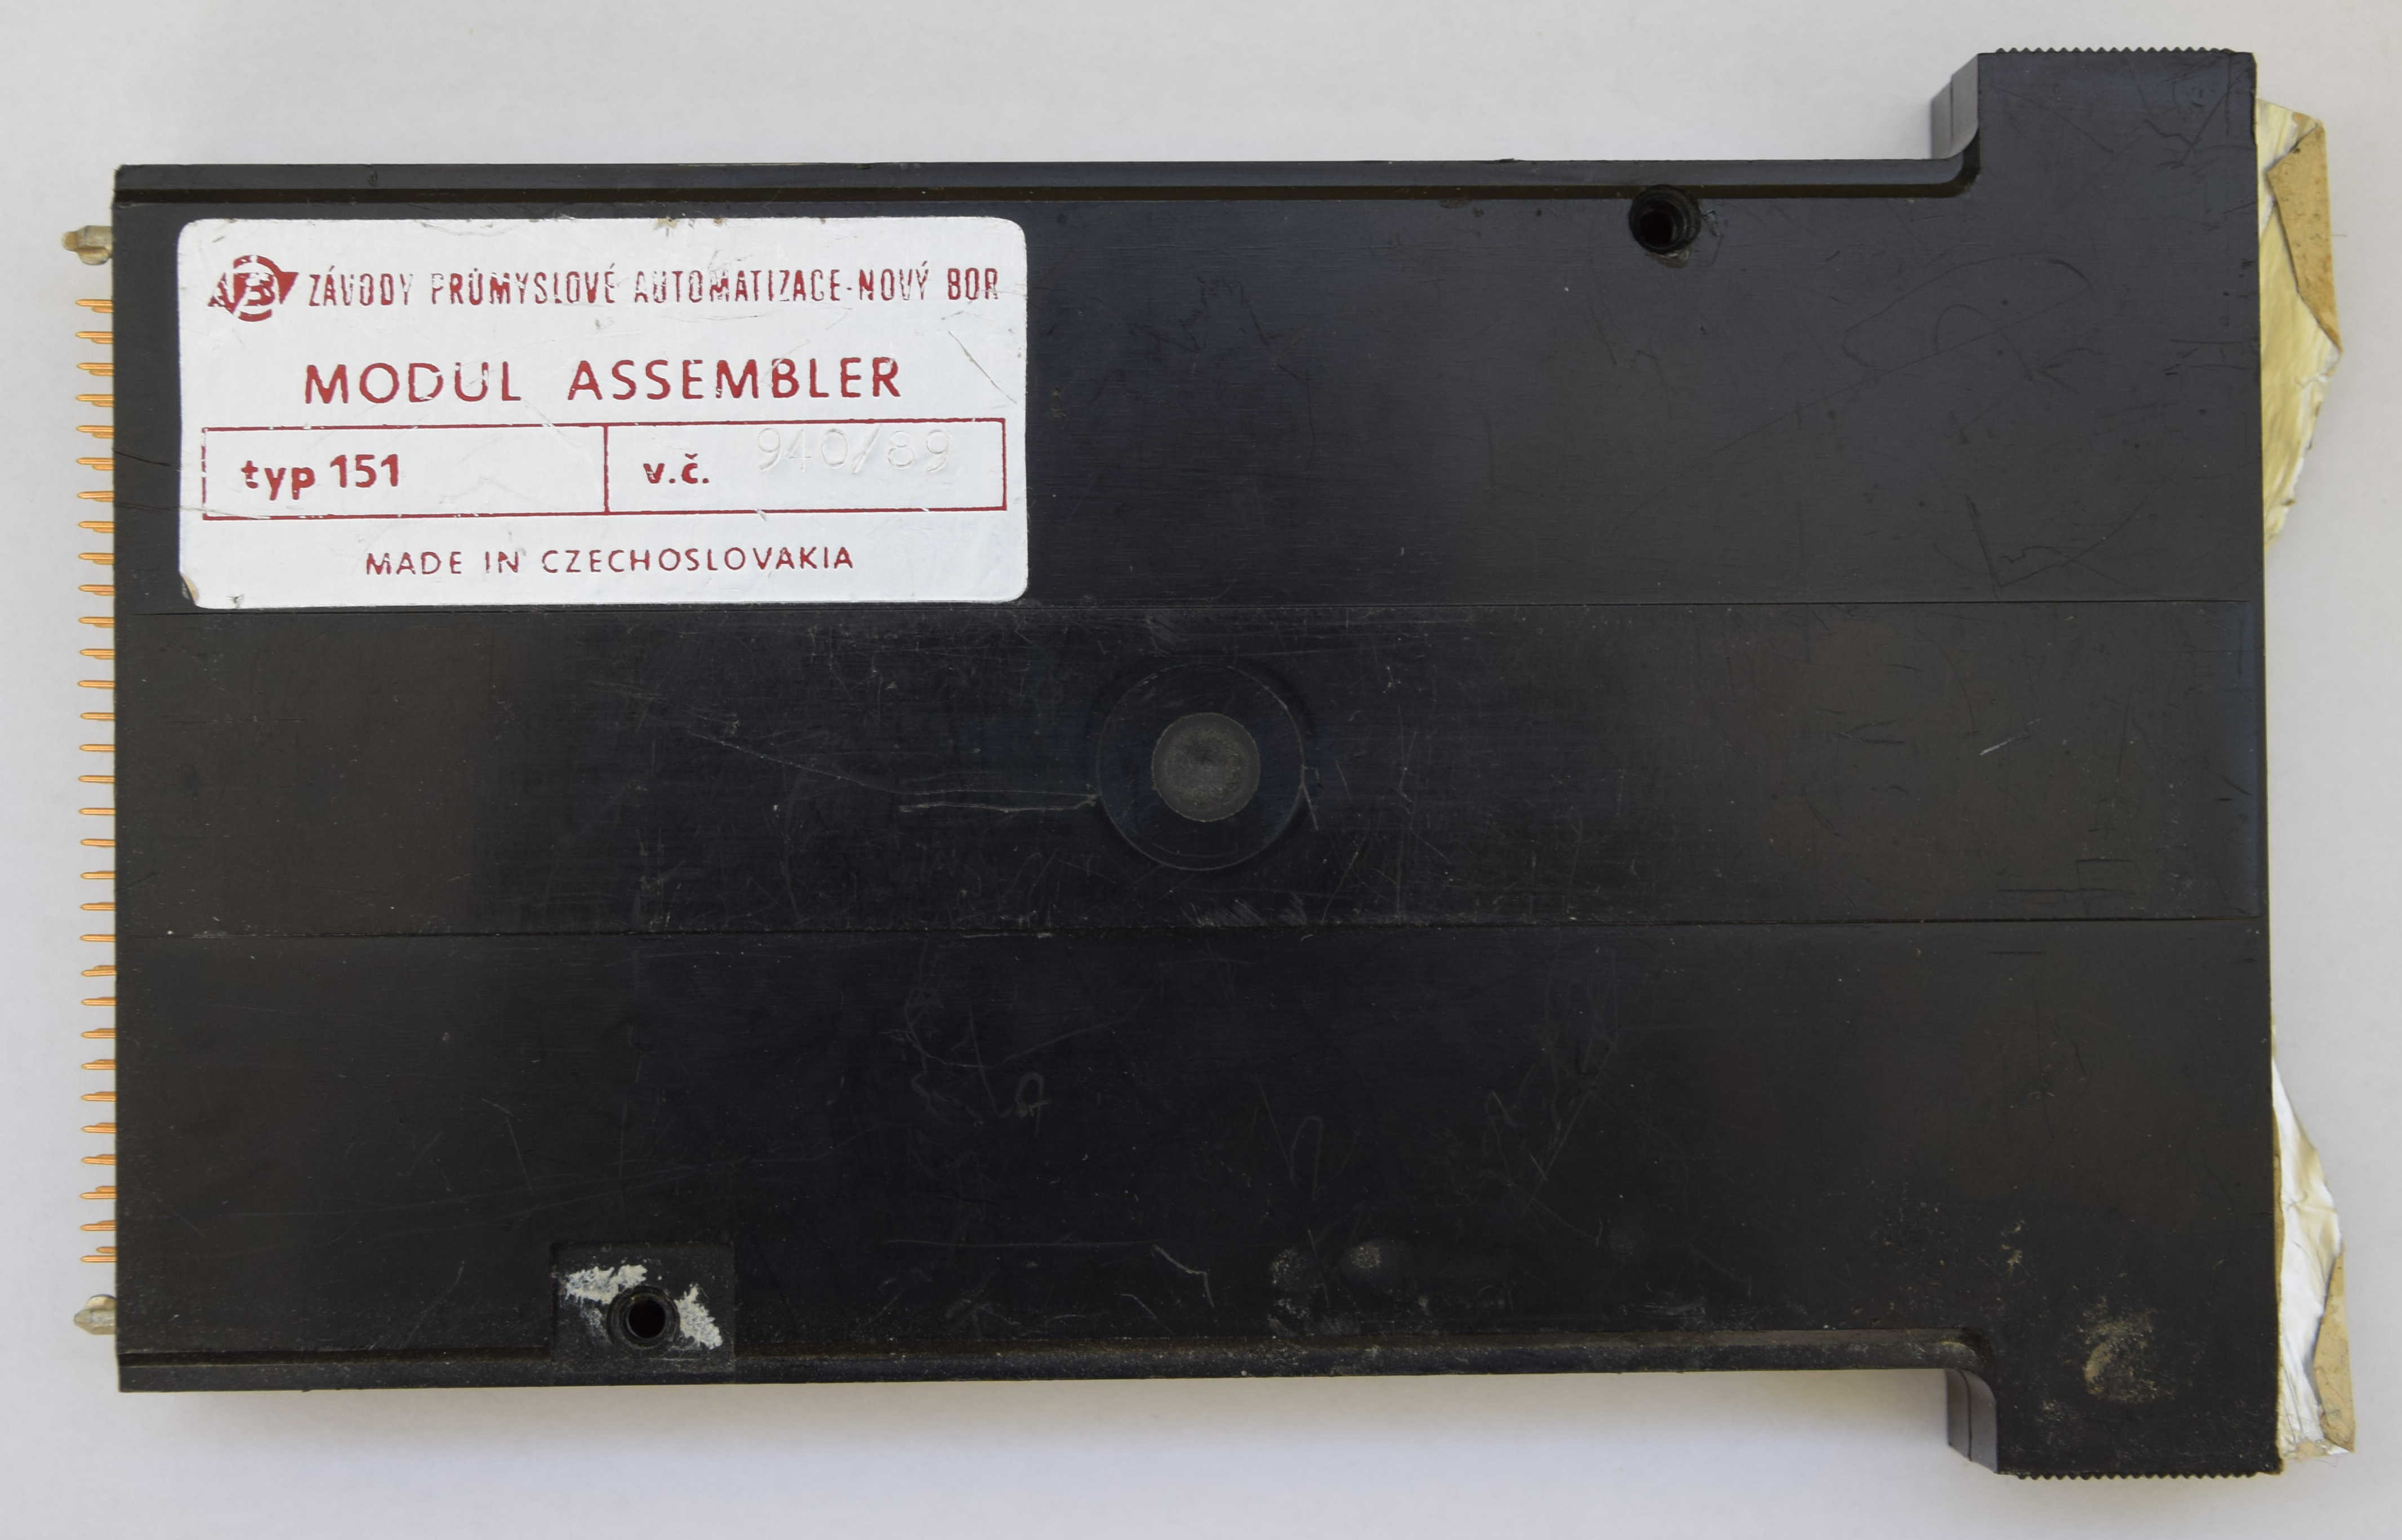 ZÁVODY PRŮMYSLOVÉ AUTOMATIZACE-NOVÝ BOR
MODUL ASSEMBLER
typ 151 v.č. 940/89
MADE IN CZECHOSLOVAKIA